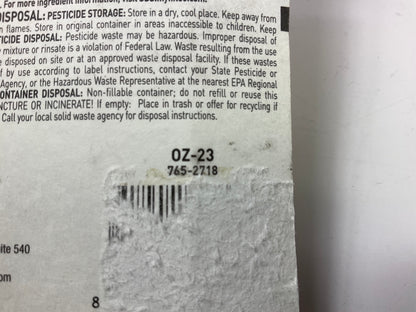 For more ingredient information, visit
DISPOSAL: PESTICIDE STORAGE: Store in a dry, cool place. Keep away from
n flames. Store in original container in areas inaccessible to children. Keep
TICIDE DISPOSAL: Pesticide waste may be hazardous. Improper disposal of
e mixture or rinsate is a violation of Federal Law. Waste resulting from the use
e disposed on site or at an approved waste disposal facility. If these wastes
f by use according to label instructions, contact your State Pesticide or
Agency, or the Hazardous Waste Representative at the nearest EPA Regional
CONTAINER DISPOSAL: Non-fillable container; do not refill or reuse this
NCTURE OR INCINERATE! If empty: Place in trash or offer for recycling if
Call your local solid waste agency for disposal instructions.
OZ-23
765-2718
ite 540
om
8